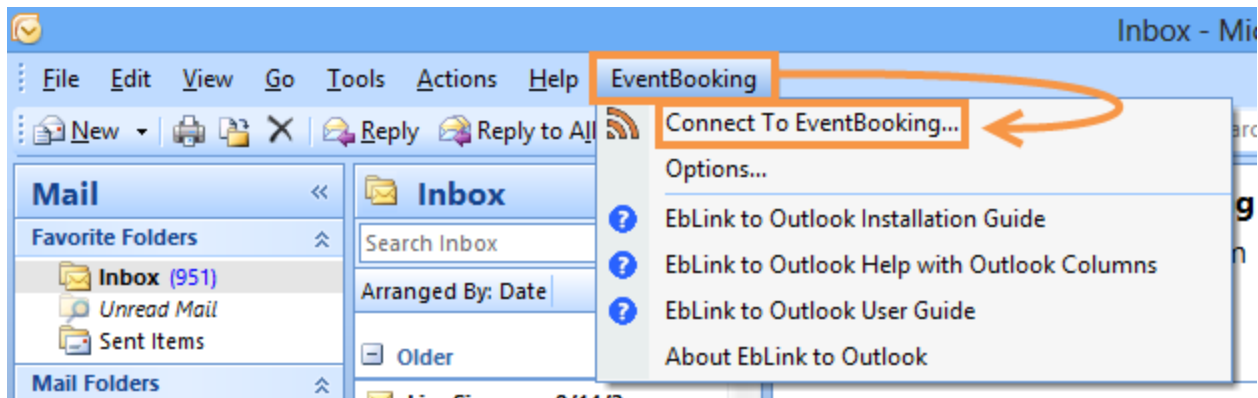 Inbox - Mic
File Edit View Go Tools Actions Help EventBooking
New Reply Reply to All
Connect To EventBooking...
Options...
EbLink to Outlook Installation Guide
EbLink to Outlook Help with Outlook Columns
EbLink to Outlook User Guide
About EbLink to Outlook
Mail
Favorite Folders
Inbox (951)
Unread Mail
Sent Items
Mail Folders
Inbox
Search Inbox
Arranged By: Date
Older